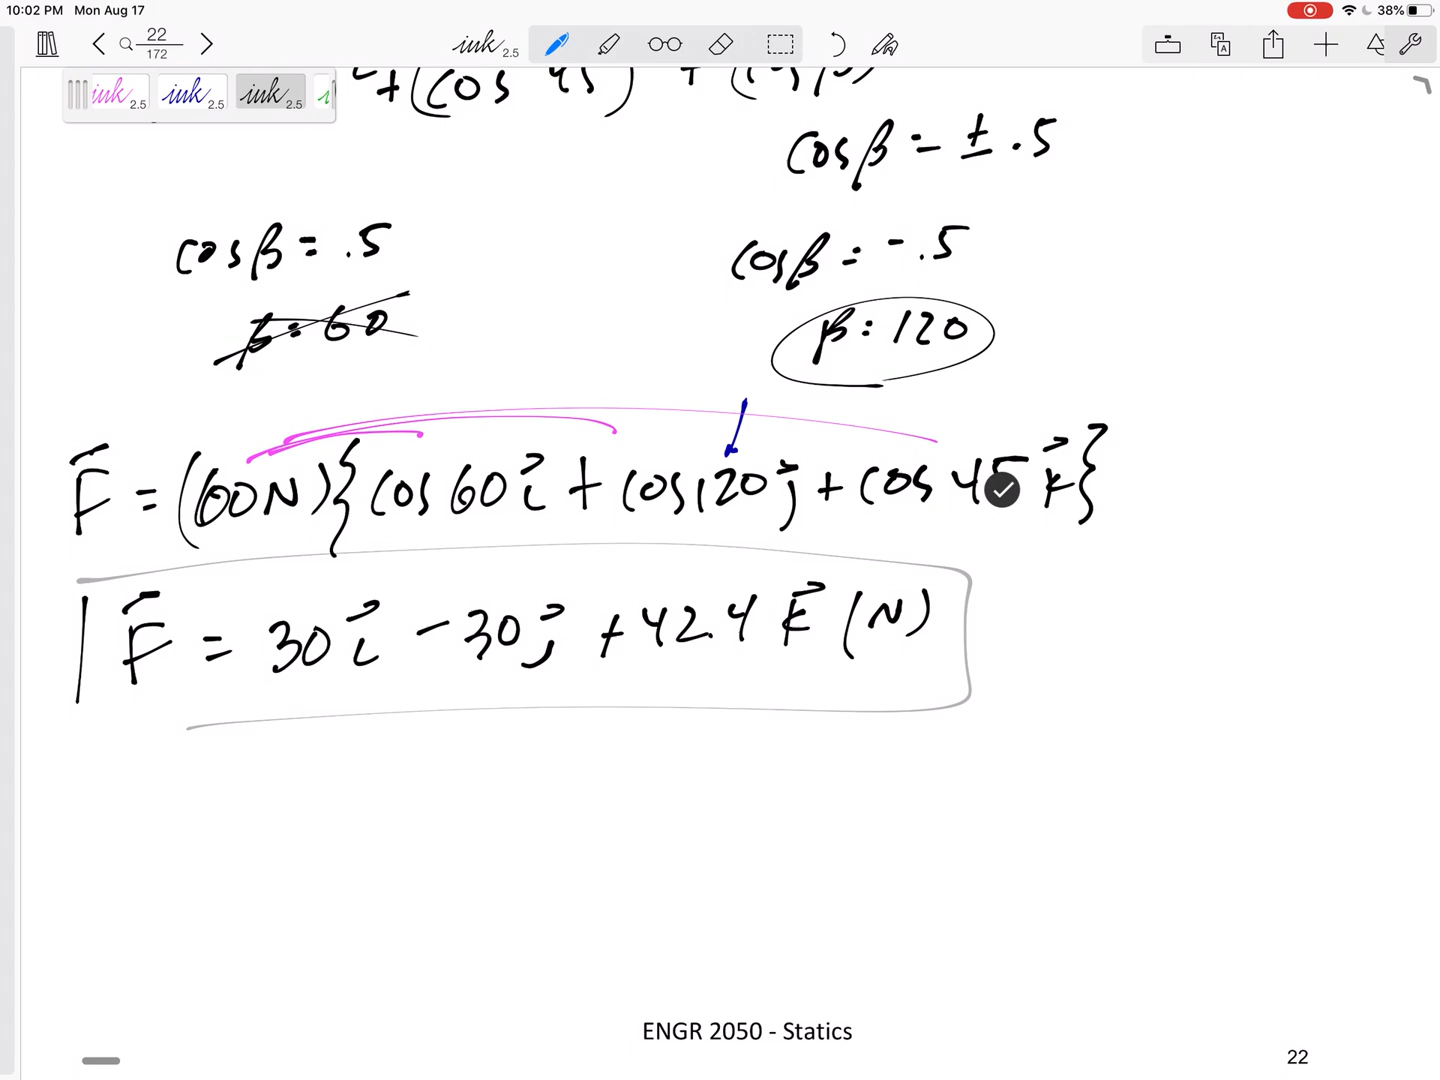 10:02 PM Mon Aug 17
38%
22
172
ink 2.5
ink 2.5 ink 2.5 ink 2.5
+ (cos 45) +
cos β = ± .5
cos β = .5
cos β = -.5
β = 60
β = 120
F⃗ = (60N){cos 60 i⃗ + cos 120 j⃗ + cos 45 k⃗}
F⃗ = 30 i⃗ - 30 j⃗ + 42.4 k⃗ (N)
ENGR 2050 - Statics
22